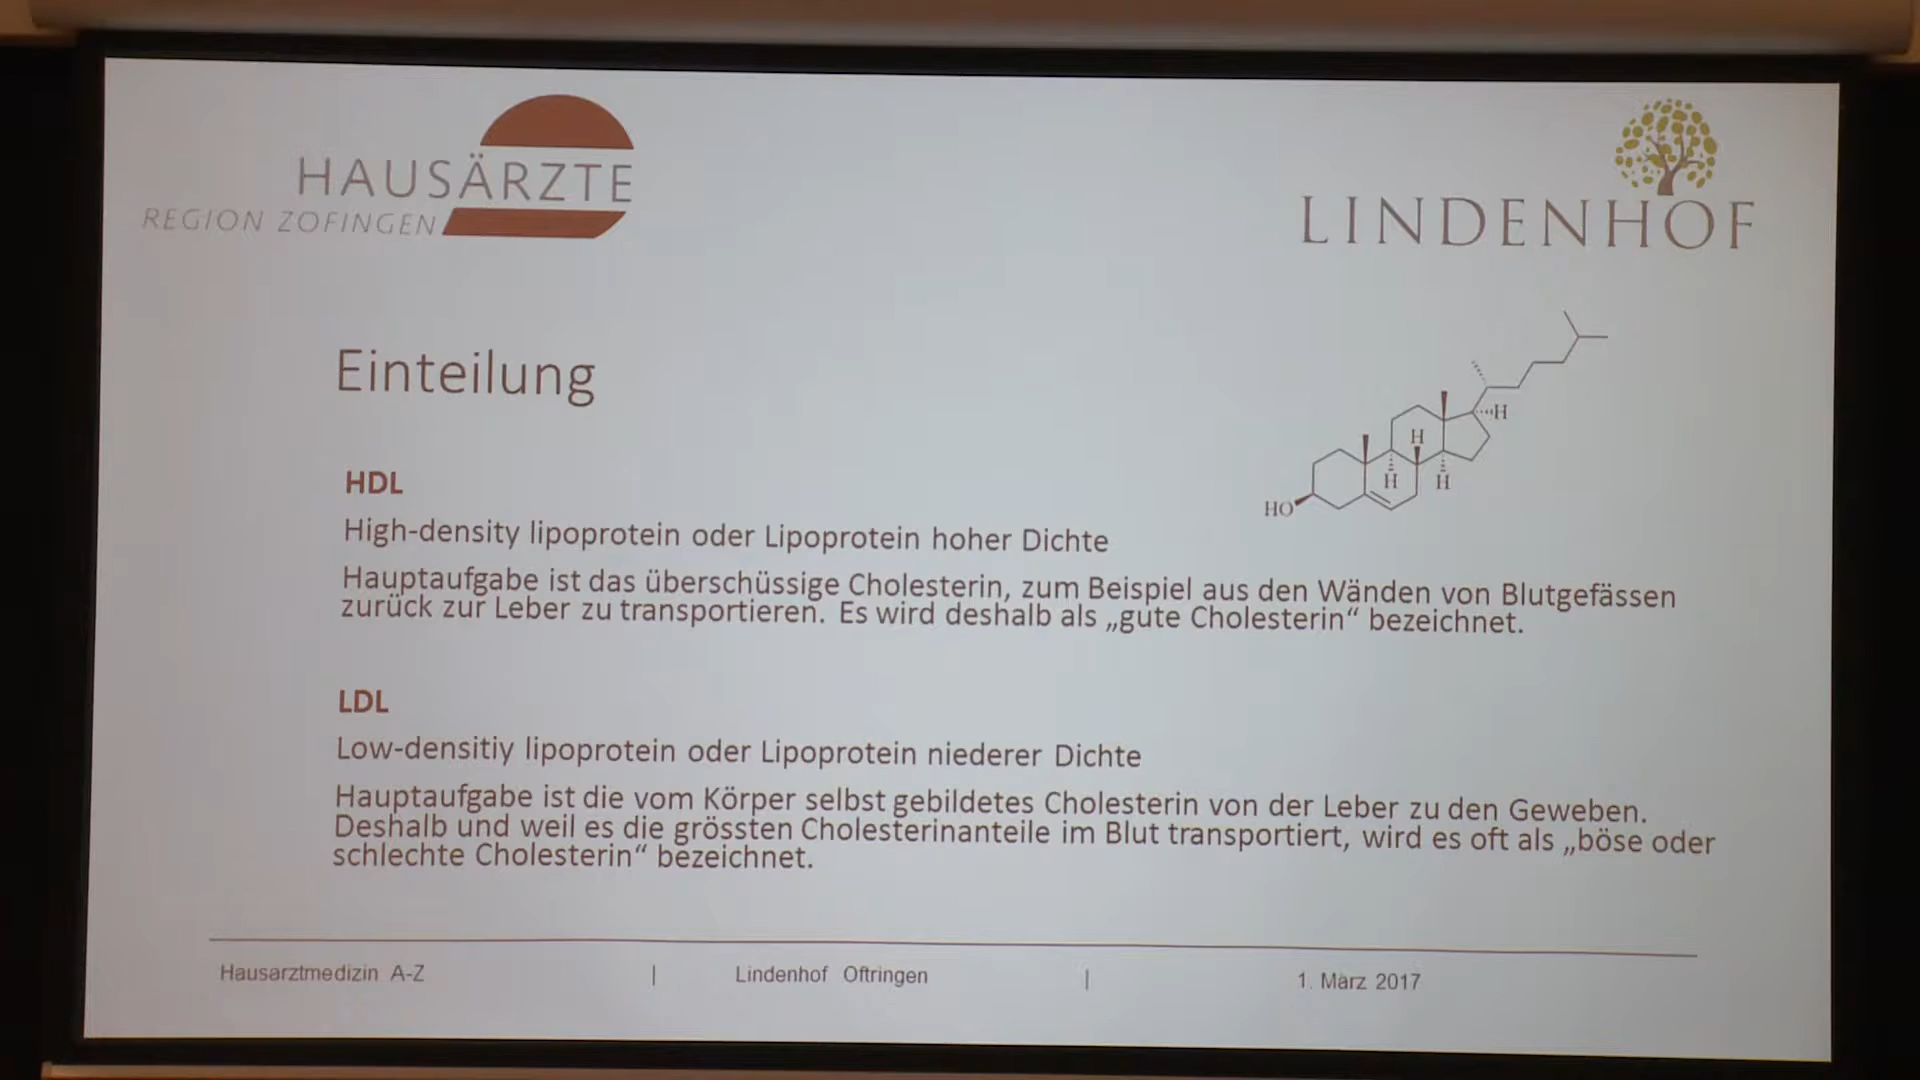 HAUSÄRZTE
REGION ZOFINGEN
LINDENHOF
Einteilung
H
H
H
H
HO
HDL
High-density lipoprotein oder Lipoprotein hoher Dichte
Hauptaufgabe ist das überschüssige Cholesterin, zum Beispiel aus den Wänden von Blutgefässen
zurück zur Leber zu transportieren. Es wird deshalb als „gute Cholesterin“ bezeichnet.
LDL
Low-densitiy lipoprotein oder Lipoprotein niederer Dichte
Hauptaufgabe ist die vom Körper selbst gebildetes Cholesterin von der Leber zu den Geweben.
Deshalb und weil es die grössten Cholesterinanteile im Blut transportiert, wird es oft als „böse oder
schlechte Cholesterin“ bezeichnet.
Hausarztmedizin A-Z | Lindenhof Oftringen | 1. März 2017